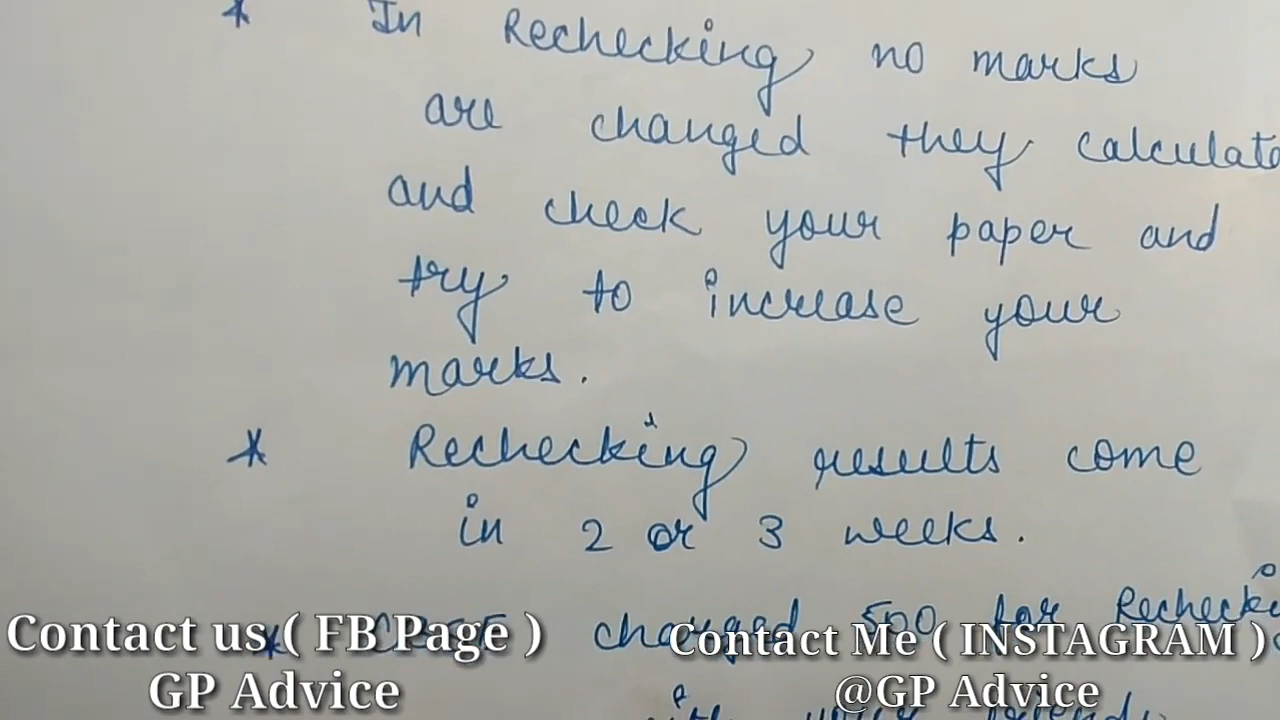 * In Rechecking no marks
are changed they calculate
and check your paper and
try to increase your
marks.
* Rechecking results come
in 2 or 3 weeks.
* changed 500 for Recheck
Contact us ( FB Page )
GP Advice
Contact Me ( INSTAGRAM )
@GP Advice